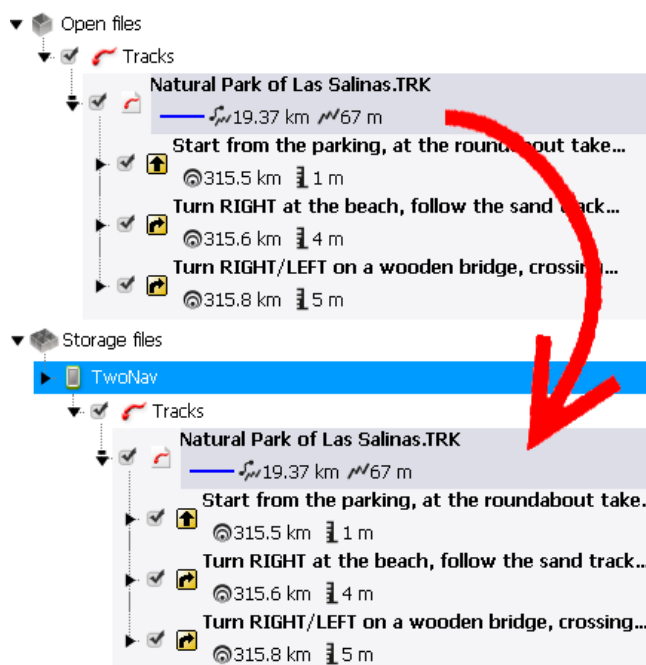 Open files
Tracks
Natural Park of Las Salinas.TRK
19.37 km 67 m
Start from the parking, at the roundabout take...
315.5 km 1 m
Turn RIGHT at the beach, follow the sand track...
315.6 km 4 m
Turn RIGHT/LEFT on a wooden bridge, crossing...
315.8 km 5 m
Storage files
TwoNav
Tracks
Natural Park of Las Salinas.TRK
19.37 km 67 m
Start from the parking, at the roundabout take.
315.5 km 1 m
Turn RIGHT at the beach, follow the sand track...
315.6 km 4 m
Turn RIGHT/LEFT on a wooden bridge, crossing...
315.8 km 5 m